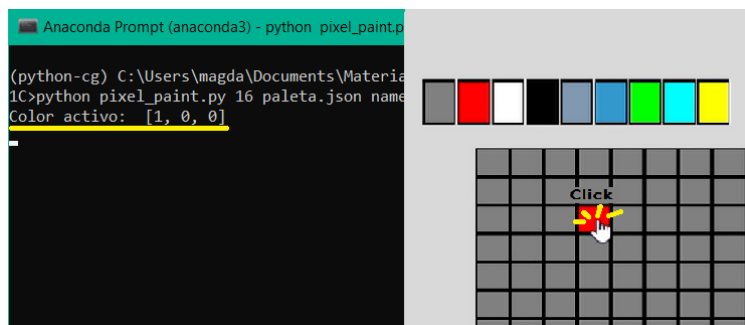 Anaconda Prompt (anaconda3) - python pixel_paint.p
(python-cg) C:\Users\magda\Documents\Materia
1C>python pixel_paint.py 16 paleta.json name
Color activo:  [1, 0, 0]
Click